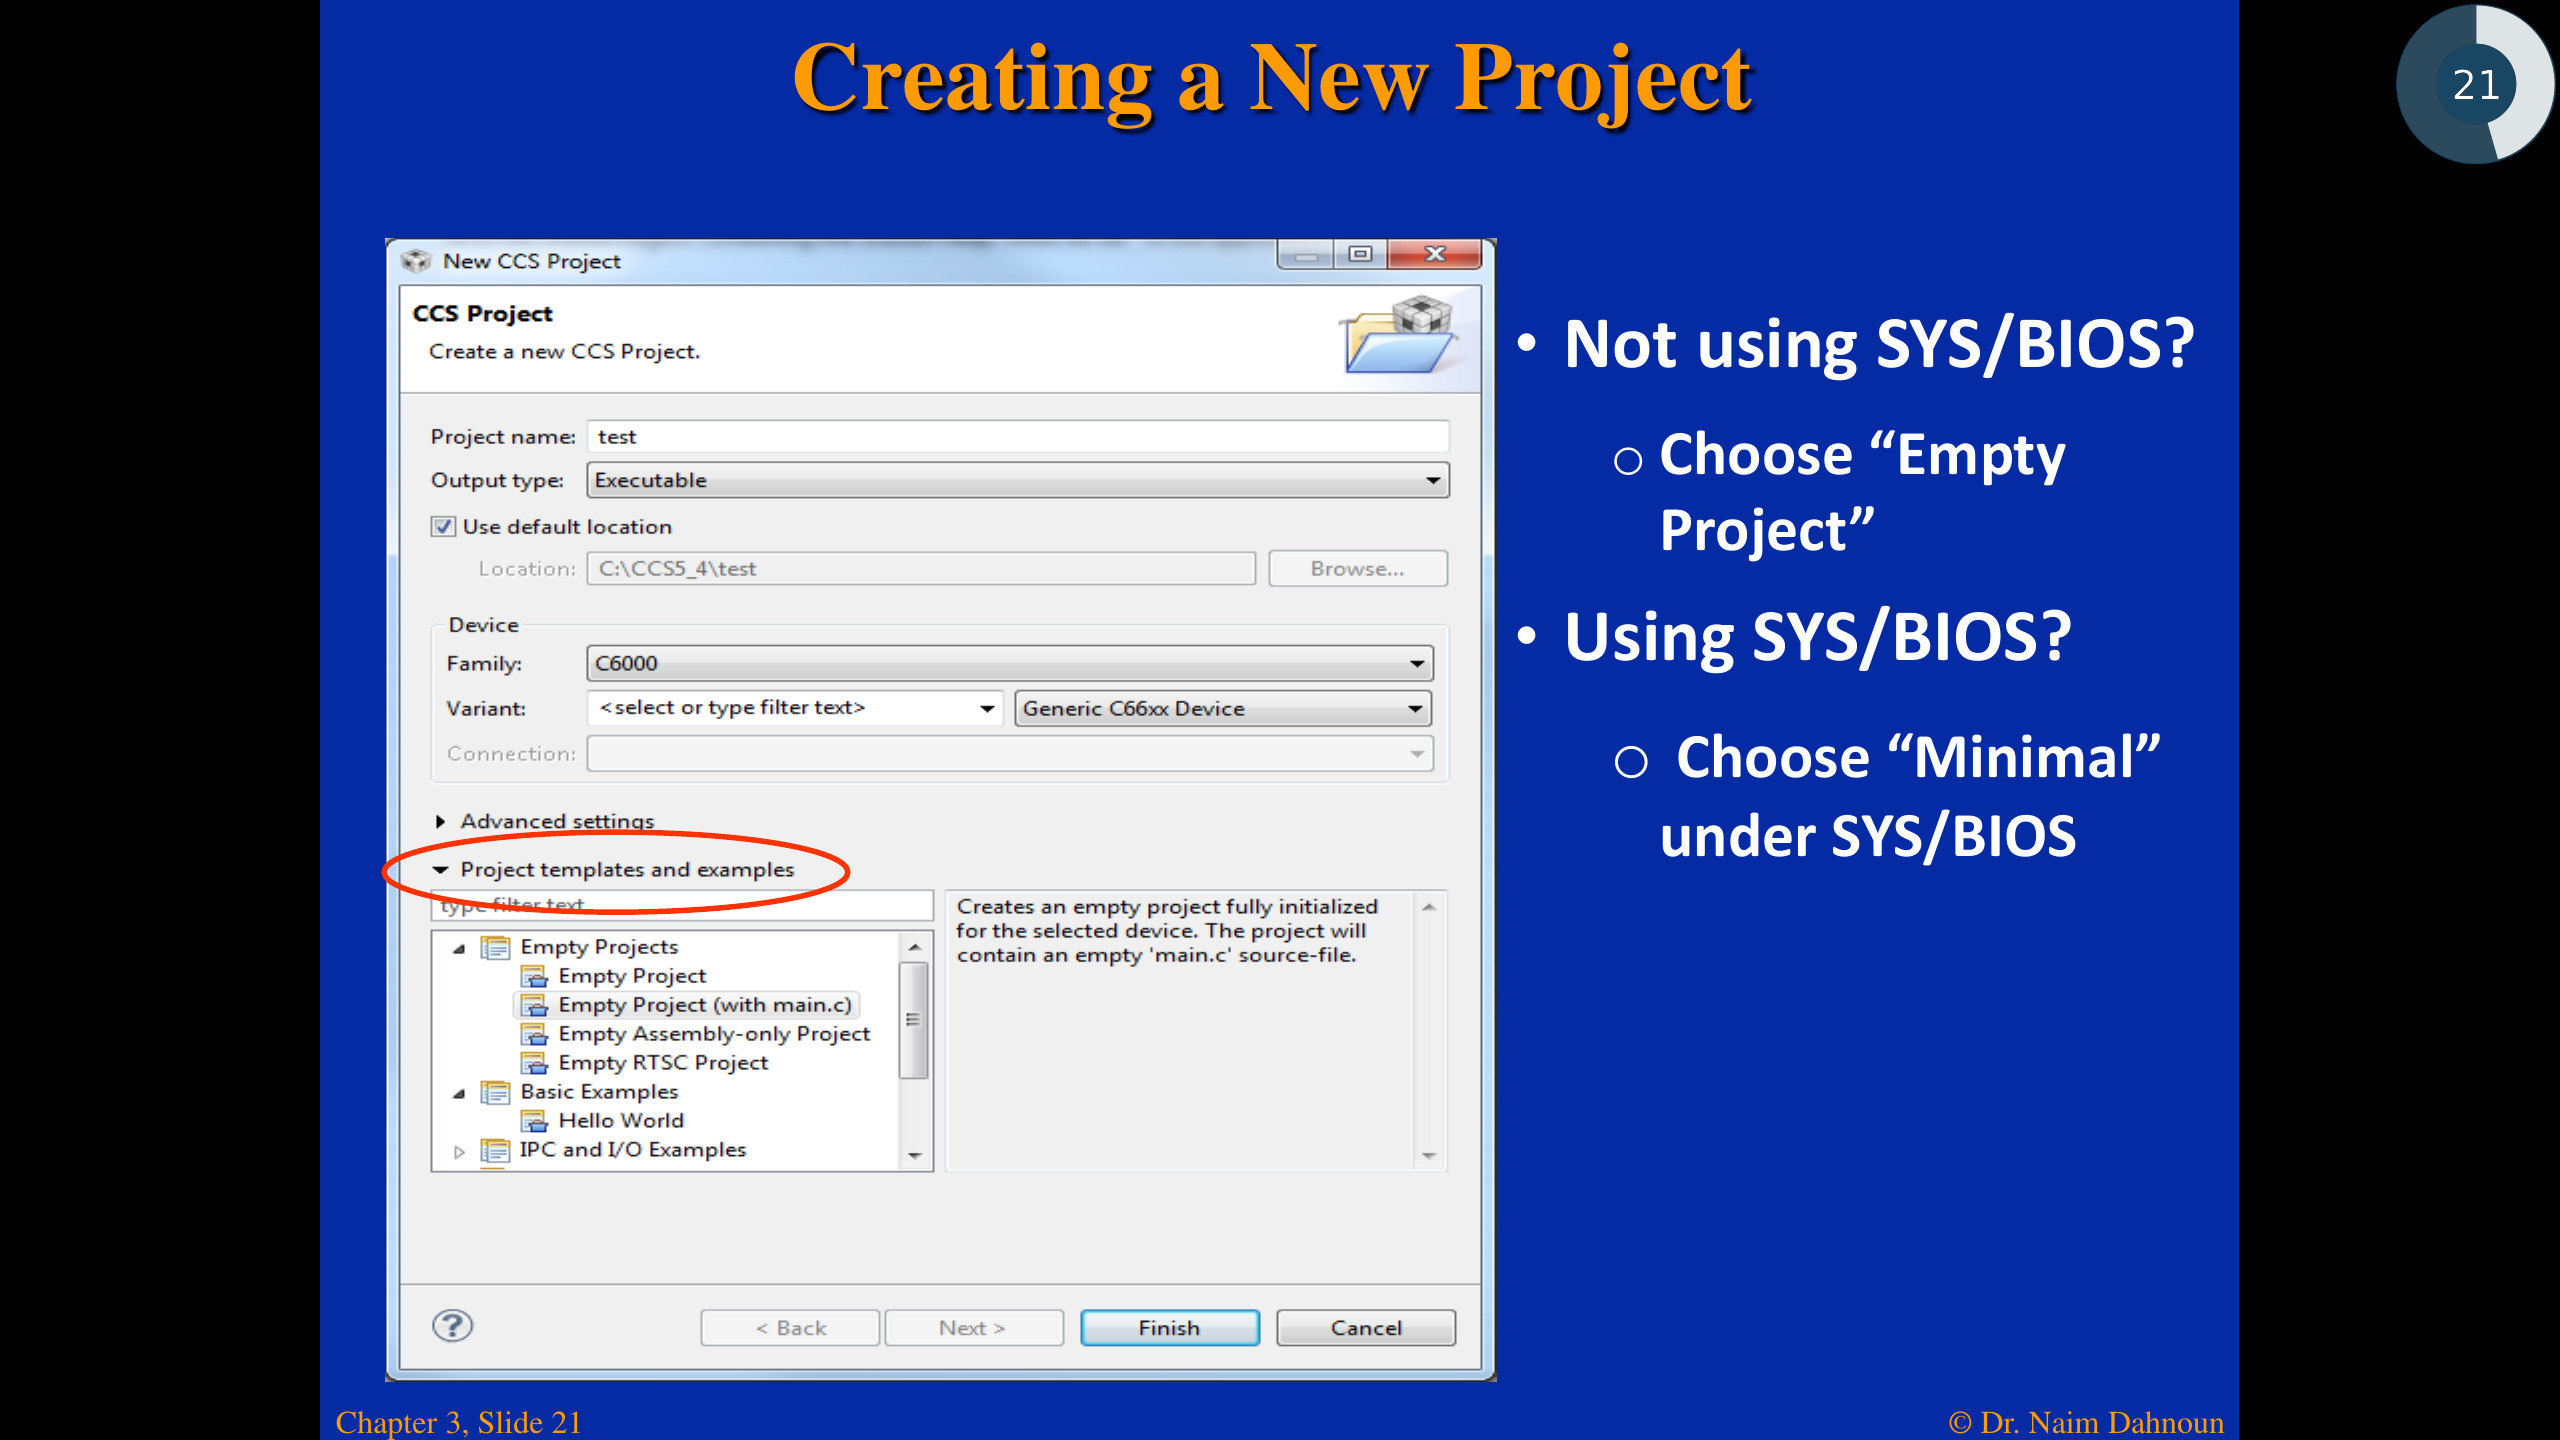 Creating a New Project
21
New CCS Project
CCS Project
Create a new CCS Project.
Project name: test
Output type: Executable
Use default location
Location: C:\CCS5_4\test Browse...
Device
Family: C6000
Variant: <select or type filter text> Generic C66xx Device
Connection:
Advanced settings
Project templates and examples
type filter text
Empty Projects
Empty Project
Empty Project (with main.c)
Empty Assembly-only Project
Empty RTSC Project
Basic Examples
Hello World
IPC and I/O Examples
Creates an empty project fully initialized
for the selected device. The project will
contain an empty 'main.c' source-file.
? < Back Next > Finish Cancel
• Not using SYS/BIOS?
o Choose “Empty
Project”
• Using SYS/BIOS?
o Choose “Minimal”
under SYS/BIOS
Chapter 3, Slide 21
© Dr. Naim Dahnoun